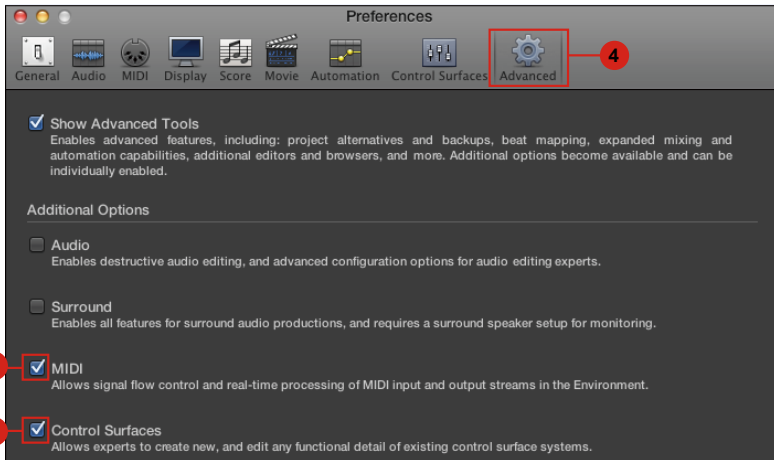 Preferences
General Audio MIDI Display Score Movie Automation Control Surfaces Advanced
4
Show Advanced Tools
Enables advanced features, including: project alternatives and backups, beat mapping, expanded mixing and
automation capabilities, additional editors and browsers, and more. Additional options become available and can be
individually enabled.
Additional Options
Audio
Enables destructive audio editing, and advanced configuration options for audio editing experts.
Surround
Enables all features for surround audio productions, and requires a surround speaker setup for monitoring.
MIDI
Allows signal flow control and real-time processing of MIDI input and output streams in the Environment.
Control Surfaces
Allows experts to create new, and edit any functional detail of existing control surface systems.